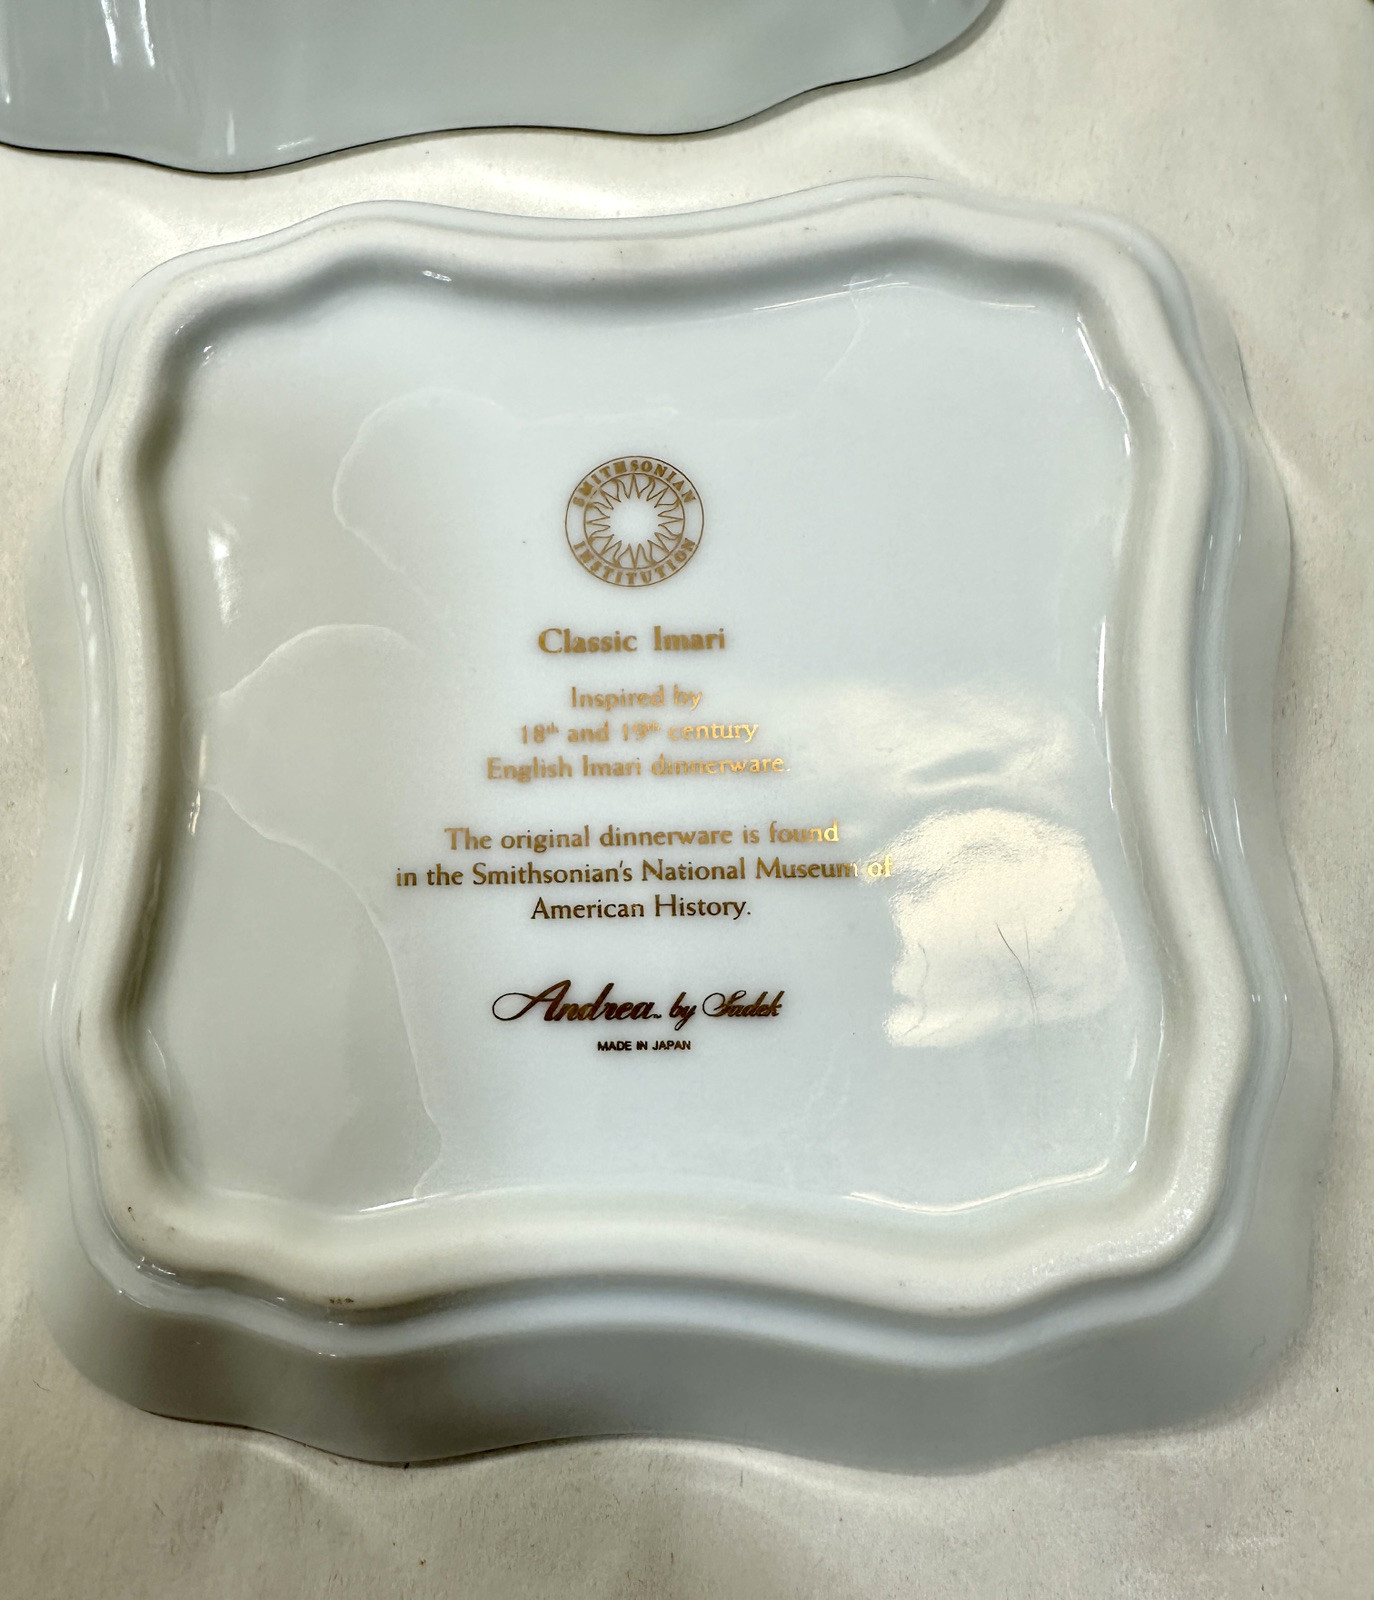 SMITHSONIAN
INSTITUTION
Classic Imari
Inspired by
18th and 19th century
English Imari dinnerware.
The original dinnerware is found
in the Smithsonian's National Museum of
American History.
Andrea™ by Sadek
MADE IN JAPAN